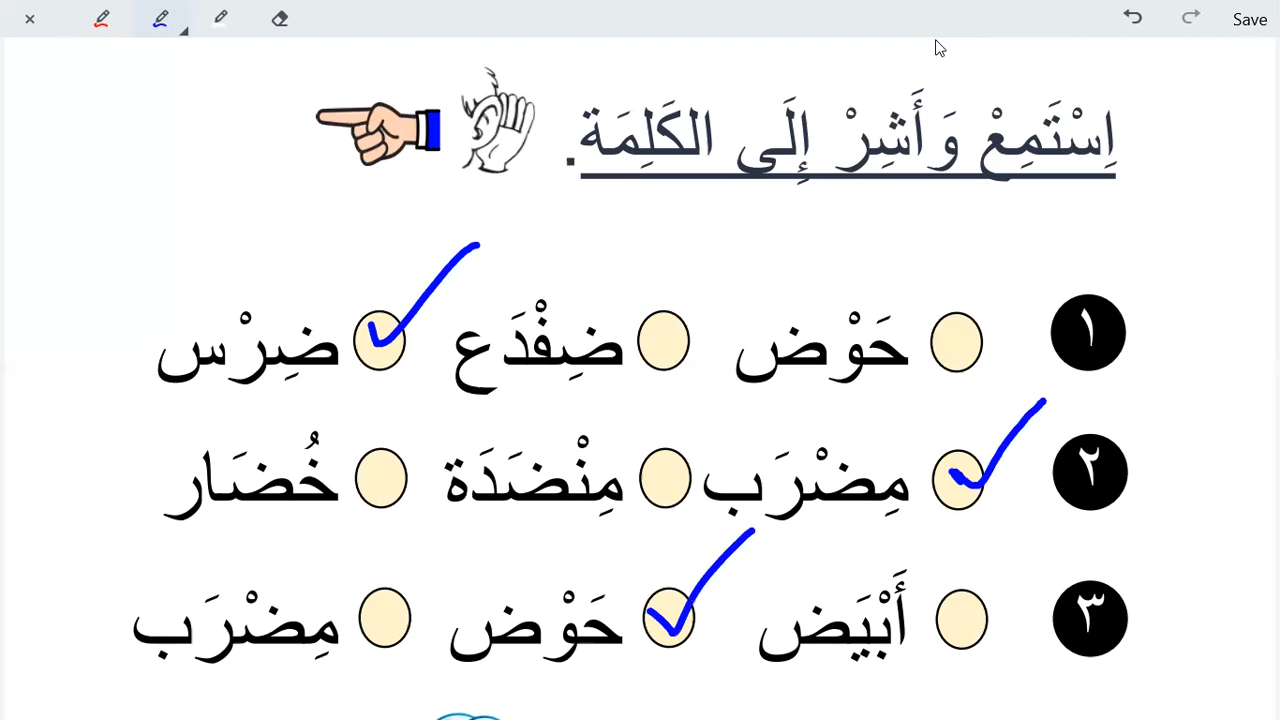 Save
اِسْتَمِعْ وَأَشِرْ إِلَى الكَلِمَة.
١ حَوْض ضِفْدَع ضِرْس
٢ مِضْرَب مِنْضَدَة خُضَار
٣ أَبْيَض حَوْض مِضْرَب